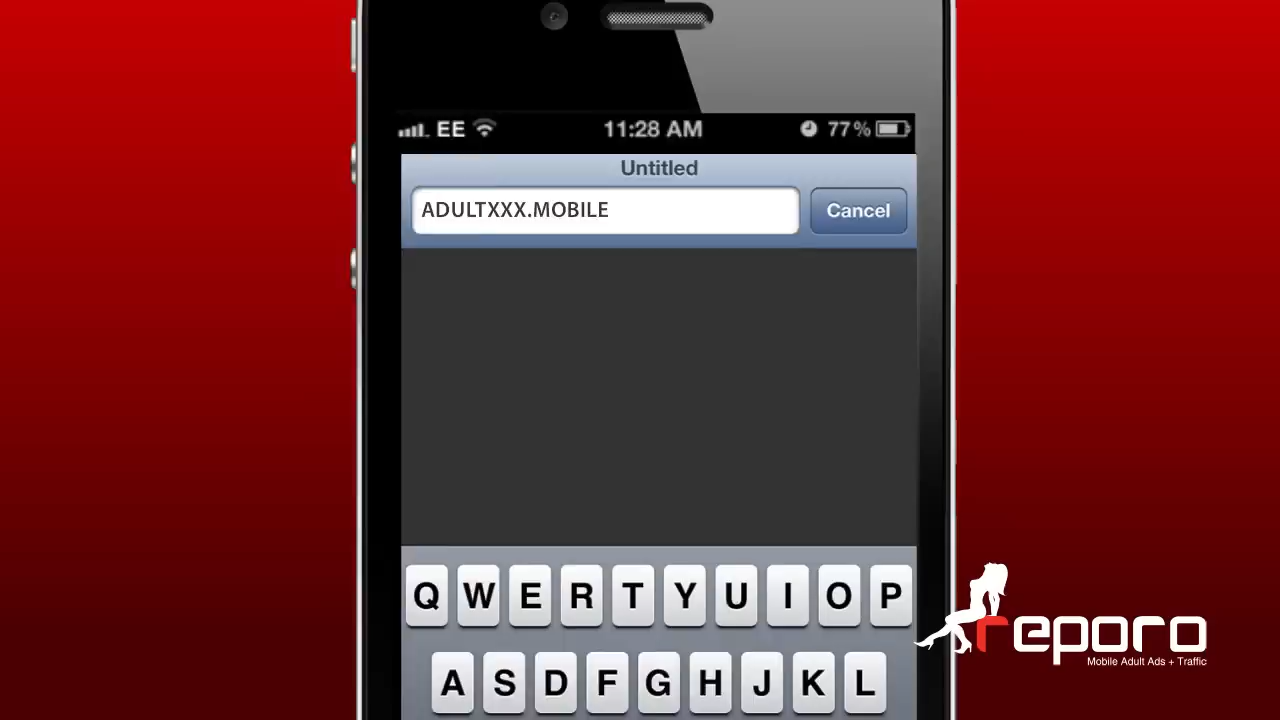 EE 11:28 AM 77%
Untitled
ADULTXXX.MOBILE Cancel
Q W E R T Y U I O P
A S D F G H J K L
reporo
Mobile Adult Ads + Traffic